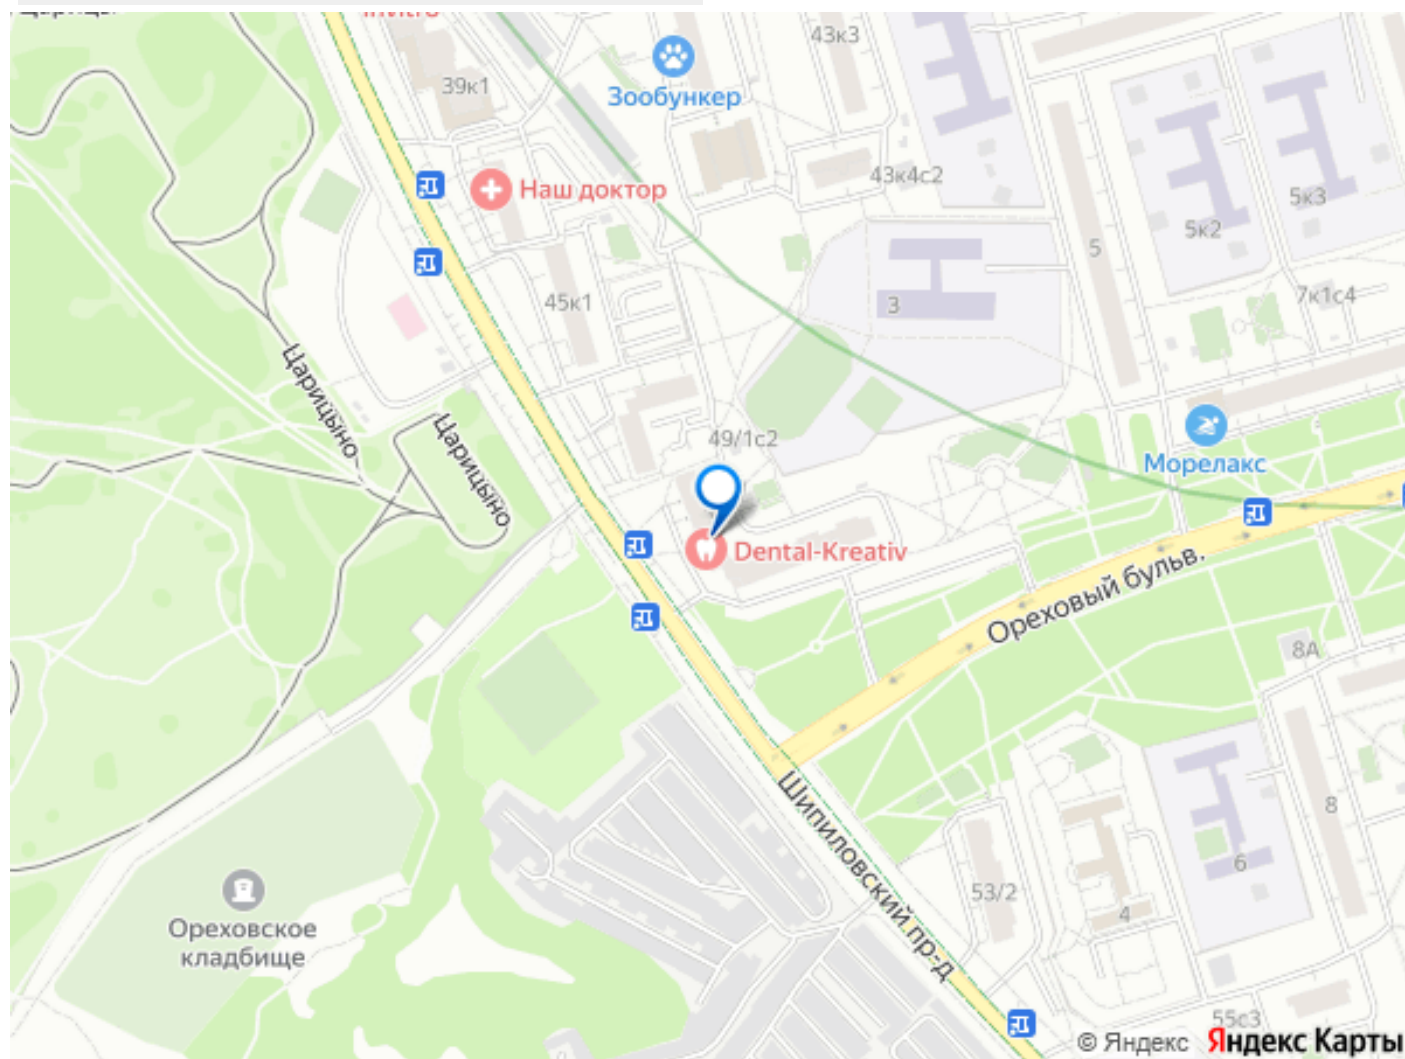 43к3
39к1
Зообункер
43к4с2
Наш доктор
5к3
5к2
5
7к1с4
45к1
3
Царицыно
Царицыно
49/1с2
Морелакс
Dental-Kreativ
Ореховый бульв.
8А
Шипиловский пр-д
8
6
53/2
4
Ореховское
кладбище
55с3
© Яндекс Яндекс Карты